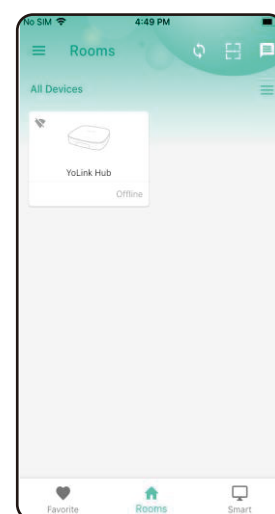 No SIM 4:49 PM
Rooms
All Devices
YoLink Hub
Offline
Favorite Rooms Smart